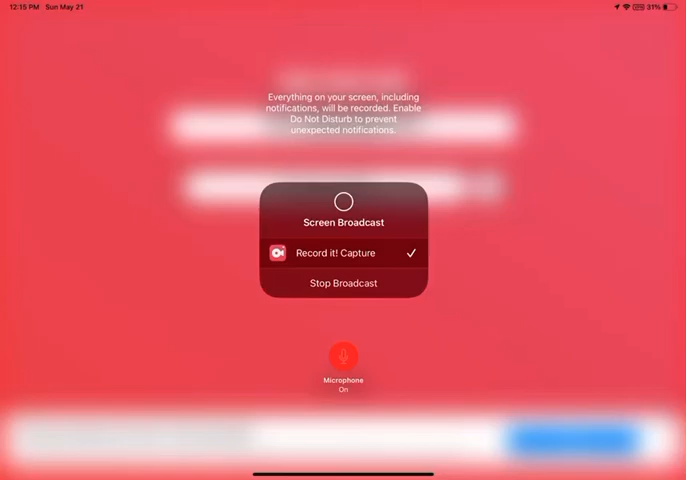 12:15 PM Sun May 21
31%
Everything on your screen, including
notifications, will be recorded. Enable
Do Not Disturb to prevent
unexpected notifications.
Screen Broadcast
Record it! Capture
Stop Broadcast
Microphone
On